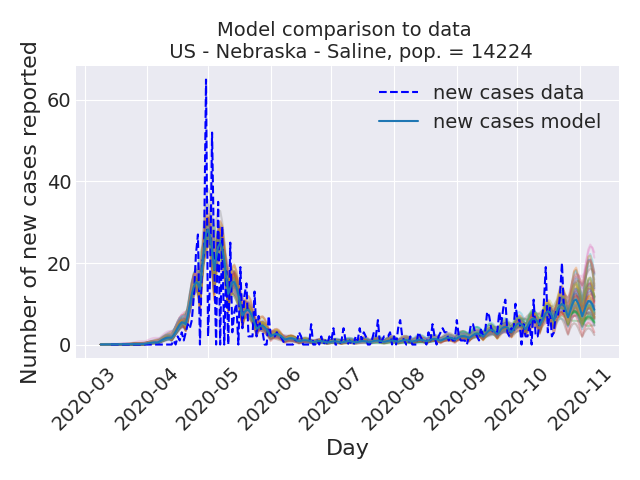 Model comparison to data
US - Nebraska - Saline, pop. = 14224
new cases data
new cases model
Number of new cases reported
60
40
20
0
2020-03
2020-04
2020-05
2020-06
2020-07
2020-08
2020-09
2020-10
2020-11
Day